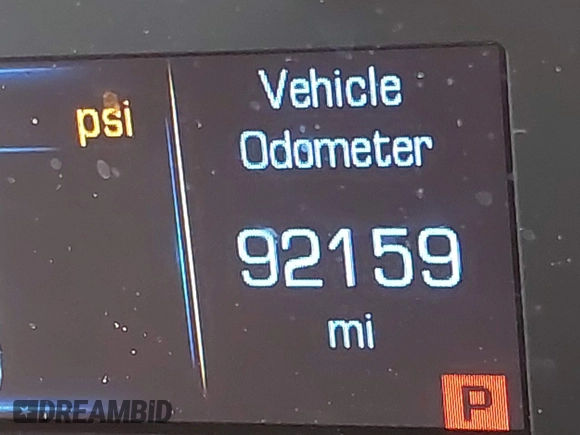 psi
Vehicle
Odometer
92159
mi
P
DREAMBID